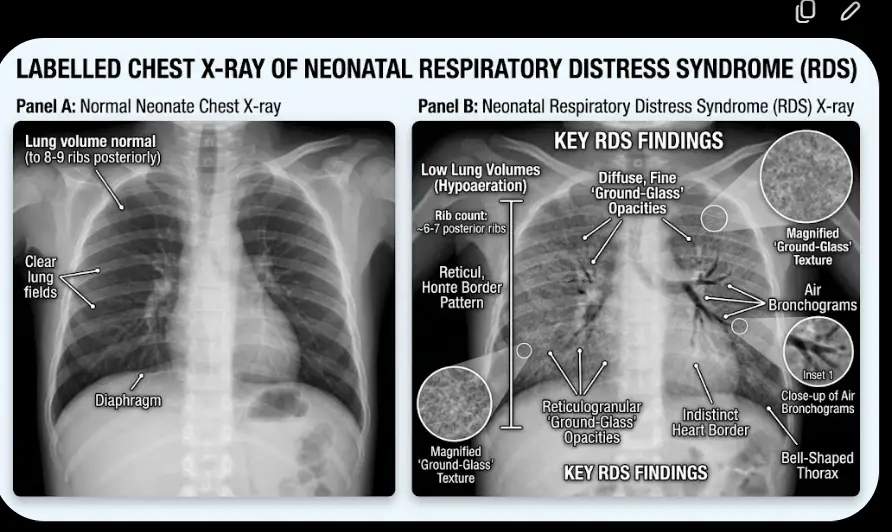 LABELLED CHEST X-RAY OF NEONATAL RESPIRATORY DISTRESS SYNDROME (RDS)
Panel A: Normal Neonate Chest X-ray
Lung volume normal
(to 8-9 ribs posteriorly)
Clear
lung
fields
Diaphragm
Panel B: Neonatal Respiratory Distress Syndrome (RDS) X-ray
KEY RDS FINDINGS
Low Lung Volumes
(Hypoaeration)
Rib count:
~6-7 posterior ribs
Reticul,
Honte Border
Pattern
Diffuse, Fine
'Ground-Glass'
Opacities
Magnified
'Ground-Glass'
Texture
Air
Bronchograms
Inset 1
Close-up of Air
Bronchograms
Magnified
'Ground-Glass'
Texture
Reticulogranular
'Ground-Glass'
Opacities
Indistinct
Heart Border
Bell-Shaped
Thorax
KEY RDS FINDINGS